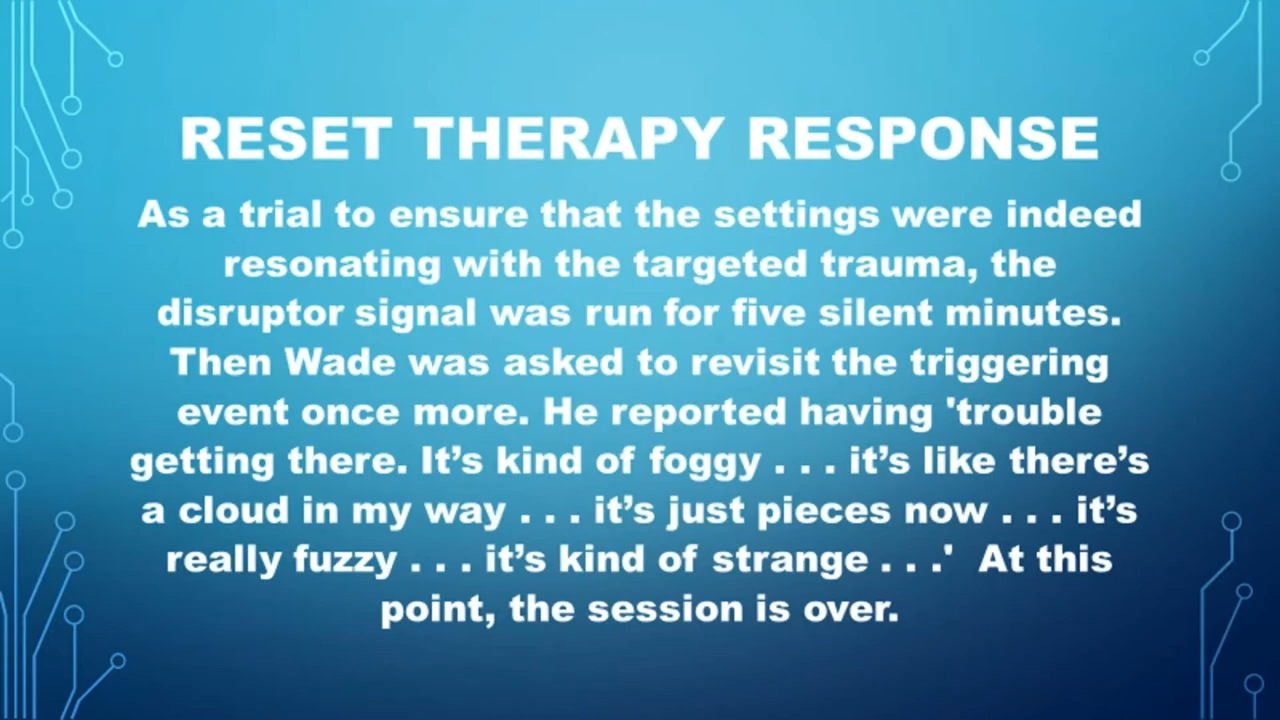 RESET THERAPY RESPONSE
As a trial to ensure that the settings were indeed
resonating with the targeted trauma, the
disruptor signal was run for five silent minutes.
Then Wade was asked to revisit the triggering
event once more. He reported having 'trouble
getting there. It’s kind of foggy . . . it’s like there’s
a cloud in my way . . . it’s just pieces now . . . it’s
really fuzzy . . . it’s kind of strange . . .'  At this
point, the session is over.